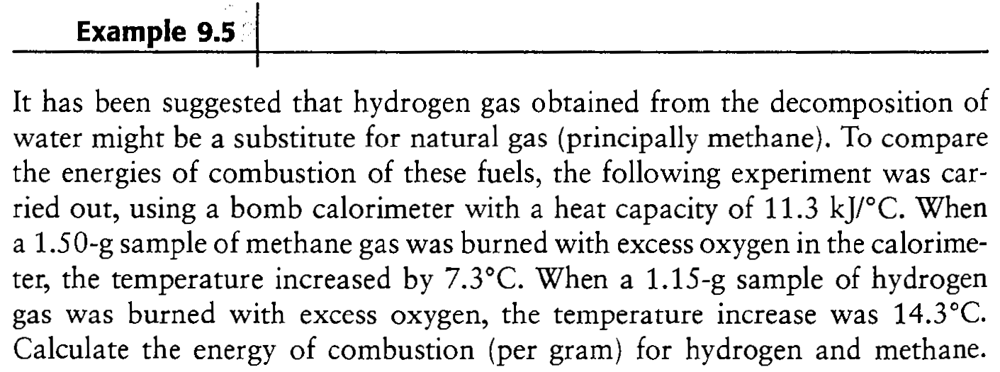 Example 9.5
It has been suggested that hydrogen gas obtained from the decomposition of
water might be a substitute for natural gas (principally methane). To compare
the energies of combustion of these fuels, the following experiment was car-
ried out, using a bomb calorimeter with a heat capacity of 11.3 kJ/°C. When
a 1.50-g sample of methane gas was burned with excess oxygen in the calorime-
ter, the temperature increased by 7.3°C. When a 1.15-g sample of hydrogen
gas was burned with excess oxygen, the temperature increase was 14.3°C.
Calculate the energy of combustion (per gram) for hydrogen and methane.